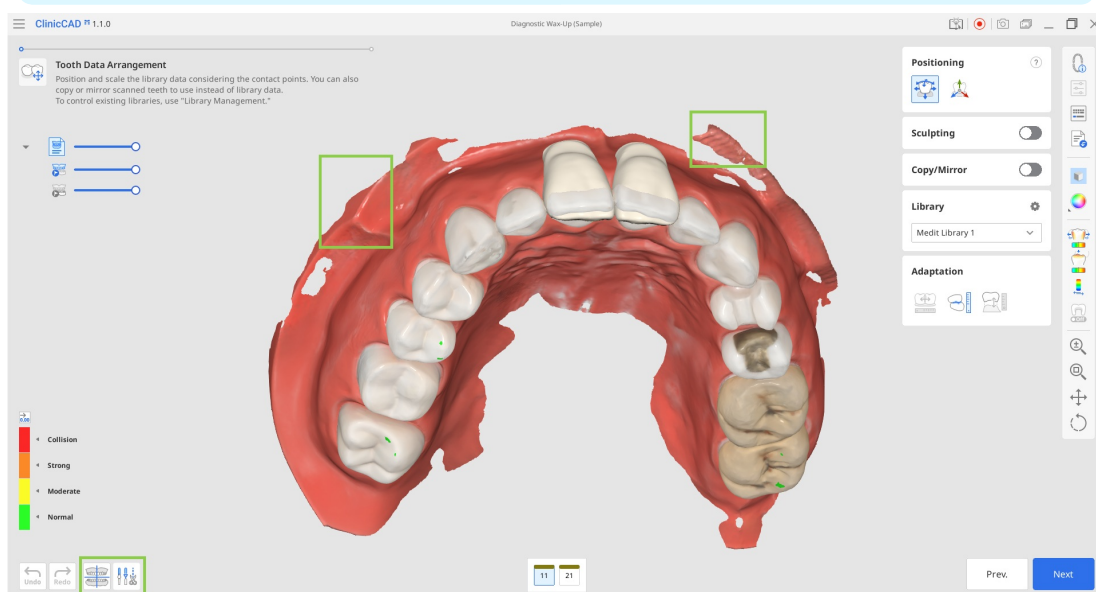 ClinicCAD M 1.1.0
Diagnostic Wax-Up (Sample)
Tooth Data Arrangement
Position and scale the library data considering the contact points. You can also
copy or mirror scanned teeth to use instead of library data.
To control existing libraries, use "Library Management."
Positioning
?
Sculpting
Copy/Mirror
Library
Medit Library 1
Adaptation
0.00
Collision
Strong
Moderate
Normal
Undo
Redo
11
21
Prev.
Next